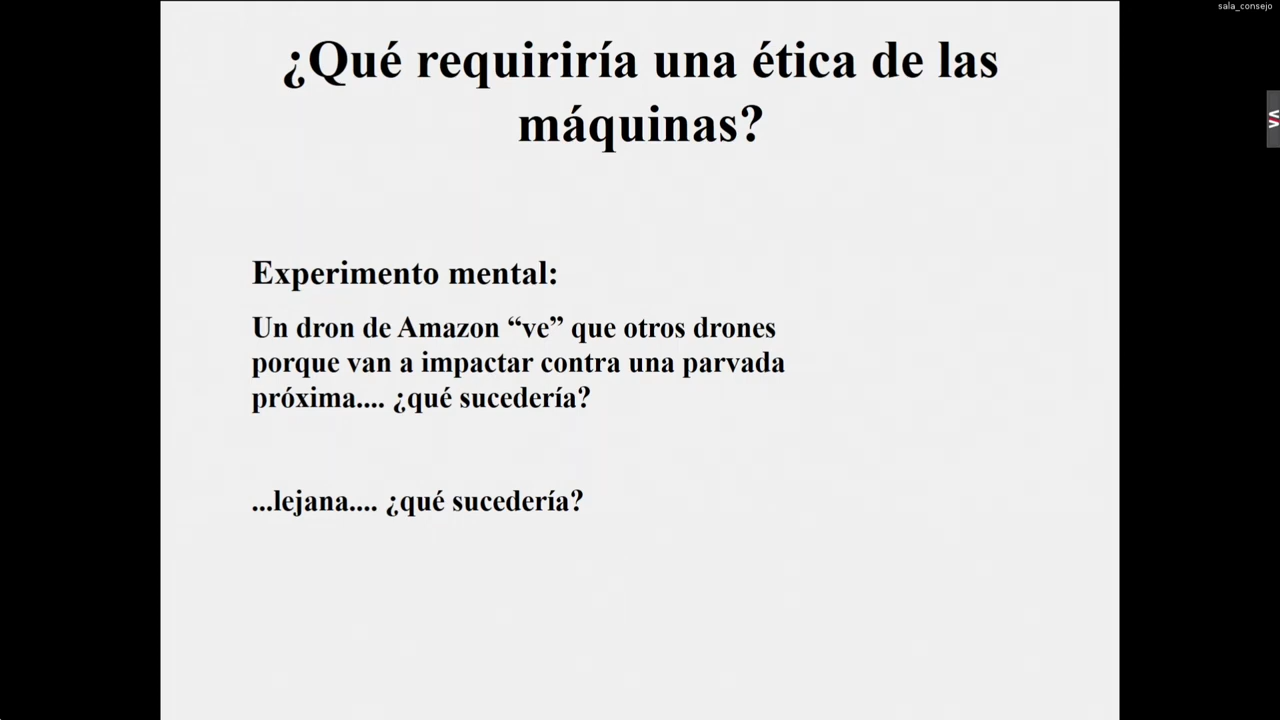 sala_consejo
¿Qué requiriría una ética de las
máquinas?
Experimento mental:
Un dron de Amazon “ve” que otros drones
porque van a impactar contra una parvada
próxima.... ¿qué sucedería?
...lejana.... ¿qué sucedería?